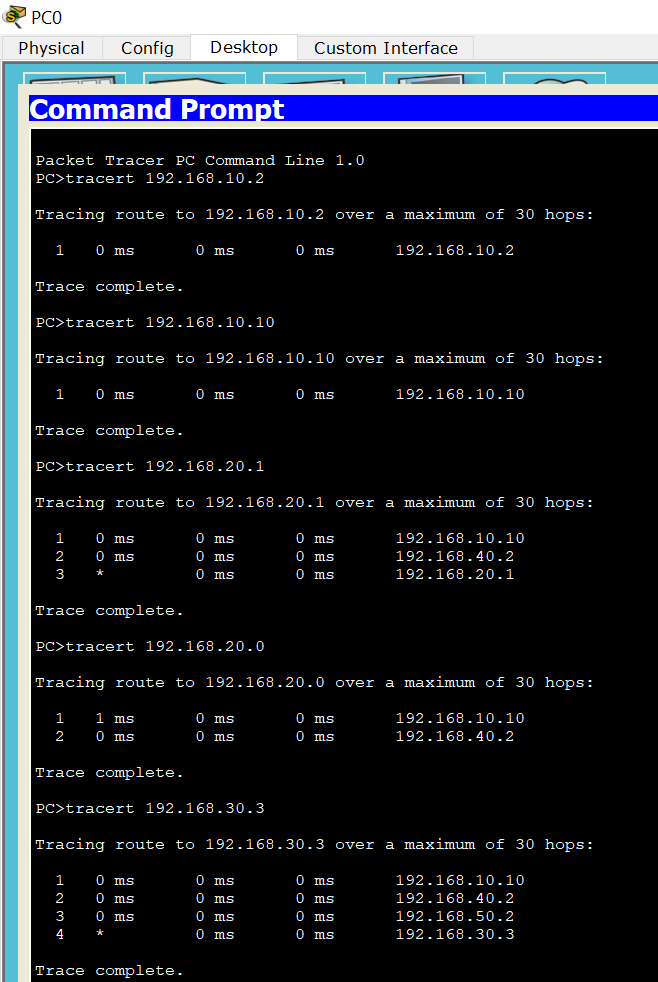 PC0
Physical Config Desktop Custom Interface
Command Prompt
Packet Tracer PC Command Line 1.0
PC>tracert 192.168.10.2
Tracing route to 192.168.10.2 over a maximum of 30 hops:
1 0 ms 0 ms 0 ms 192.168.10.2
Trace complete.
PC>tracert 192.168.10.10
Tracing route to 192.168.10.10 over a maximum of 30 hops:
1 0 ms 0 ms 0 ms 192.168.10.10
Trace complete.
PC>tracert 192.168.20.1
Tracing route to 192.168.20.1 over a maximum of 30 hops:
1 0 ms 0 ms 0 ms 192.168.10.10
2 0 ms 0 ms 0 ms 192.168.40.2
3 * 0 ms 0 ms 192.168.20.1
Trace complete.
PC>tracert 192.168.20.0
Tracing route to 192.168.20.0 over a maximum of 30 hops:
1 1 ms 0 ms 0 ms 192.168.10.10
2 0 ms 0 ms 0 ms 192.168.40.2
Trace complete.
PC>tracert 192.168.30.3
Tracing route to 192.168.30.3 over a maximum of 30 hops:
1 0 ms 0 ms 0 ms 192.168.10.10
2 0 ms 0 ms 0 ms 192.168.40.2
3 0 ms 0 ms 0 ms 192.168.50.2
4 * 0 ms 0 ms 192.168.30.3
Trace complete.